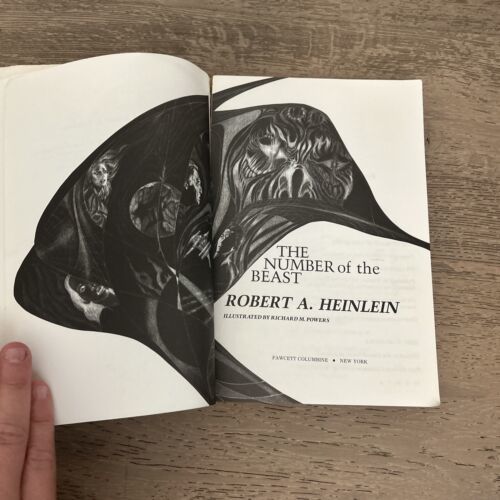 THE
NUMBER of the
BEAST
ROBERT A. HEINLEIN
ILLUSTRATED BY RICHARD M. POWERS
FAWCETT COLUMBINE • NEW YORK